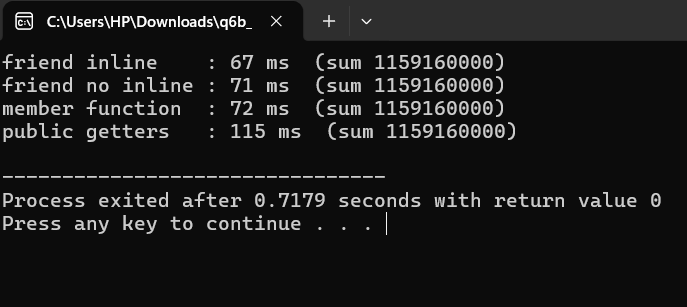 C:\Users\HP\Downloads\q6b_
friend inline    : 67 ms  (sum 1159160000)
friend no inline : 71 ms  (sum 1159160000)
member function  : 72 ms  (sum 1159160000)
public getters   : 115 ms  (sum 1159160000)
--------------------------------
Process exited after 0.7179 seconds with return value 0
Press any key to continue . . .